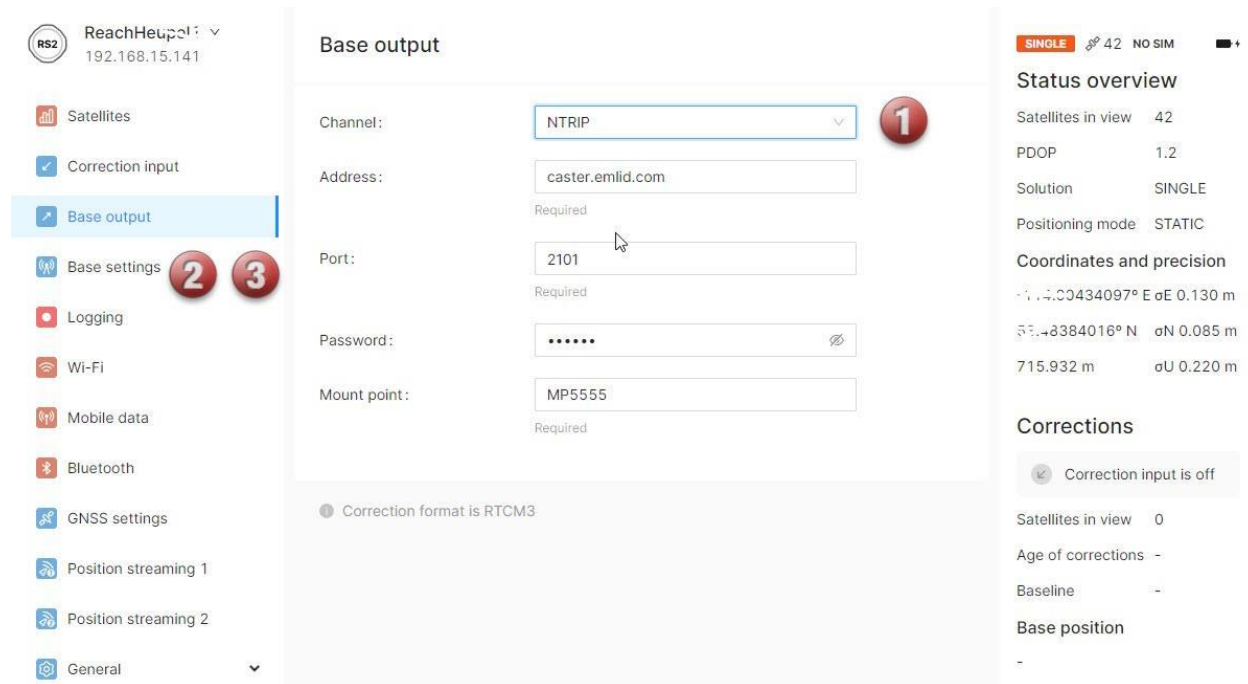 RS2
192.168.15.141
Satellites
Correction input
Base output
Base settings
2 3
Logging
Wi-Fi
Mobile data
Bluetooth
GNSS settings
Position streaming 1
Position streaming 2
General
Base output
Channel: NTRIP
1
Address: caster.emlid.com
Required
Port: 2101
Required
Password: ••••••
Mount point: MP5555
Required
Correction format is RTCM3
SINGLE 42 NO SIM
Status overview
Satellites in view 42
PDOP 1.2
Solution SINGLE
Positioning mode STATIC
Coordinates and precision
E σE 0.130 m
N σN 0.085 m
715.932 m σU 0.220 m
Corrections
Correction input is off
Satellites in view 0
Age of corrections -
Baseline -
Base position
-